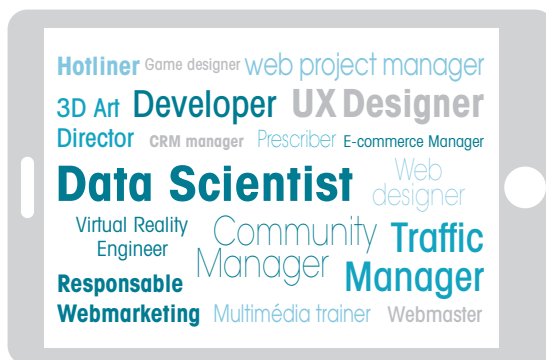 Hotliner Game designer web project manager
3D Art Developer UX Designer
Director CRM manager Prescriber E-commerce Manager
Data Scientist Web
designer
Virtual Reality
Engineer
Community
Manager
Traffic
Manager
Responsable
Webmarketing Multimédia trainer Webmaster